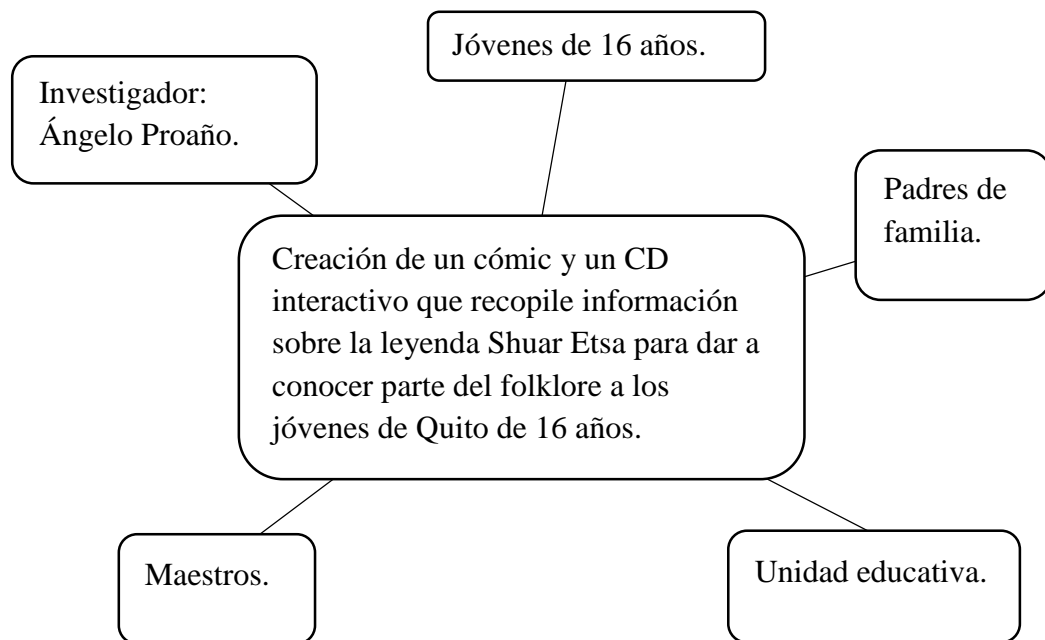 Jóvenes de 16 años.
Investigador:
Ángelo Proaño.
Padres de
familia.
Creación de un cómic y un CD
interactivo que recopile información
sobre la leyenda Shuar Etsa para dar a
conocer parte del folklore a los
jóvenes de Quito de 16 años.
Maestros.
Unidad educativa.